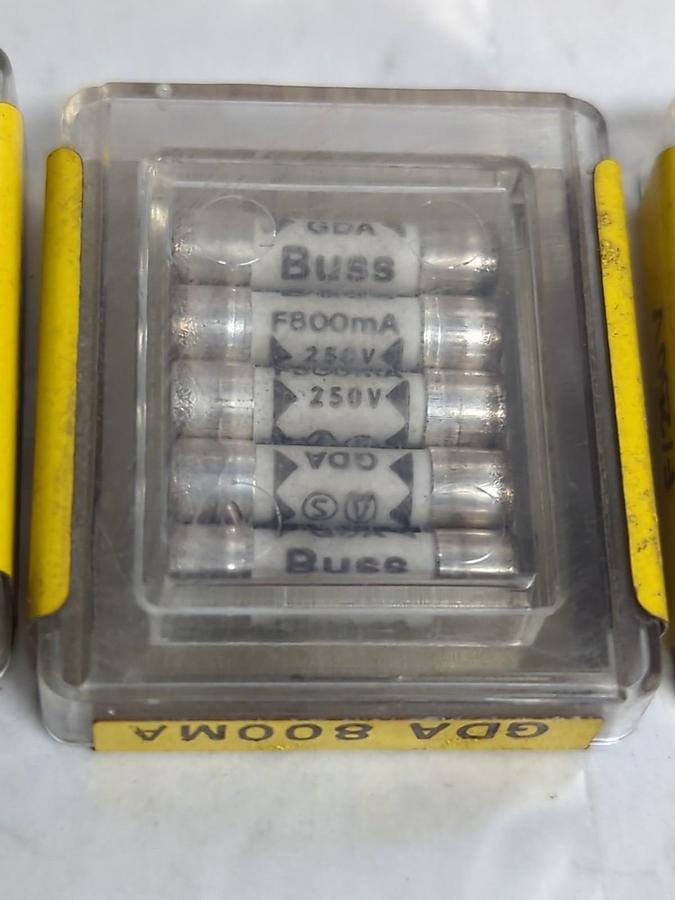 GDA
Buss
F800mA
250V
250V
GDA
Buss
GDA 800MA